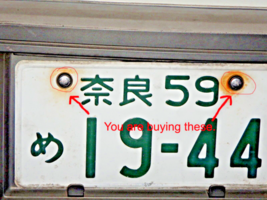 奈良 59
You are buying these.
め 19-44